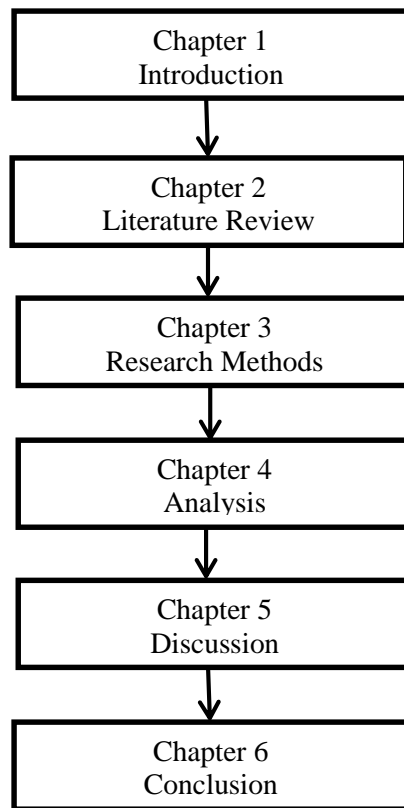 Chapter 1
Introduction
Chapter 2
Literature Review
Chapter 3
Research Methods
Chapter 4
Analysis
Chapter 5
Discussion
Chapter 6
Conclusion